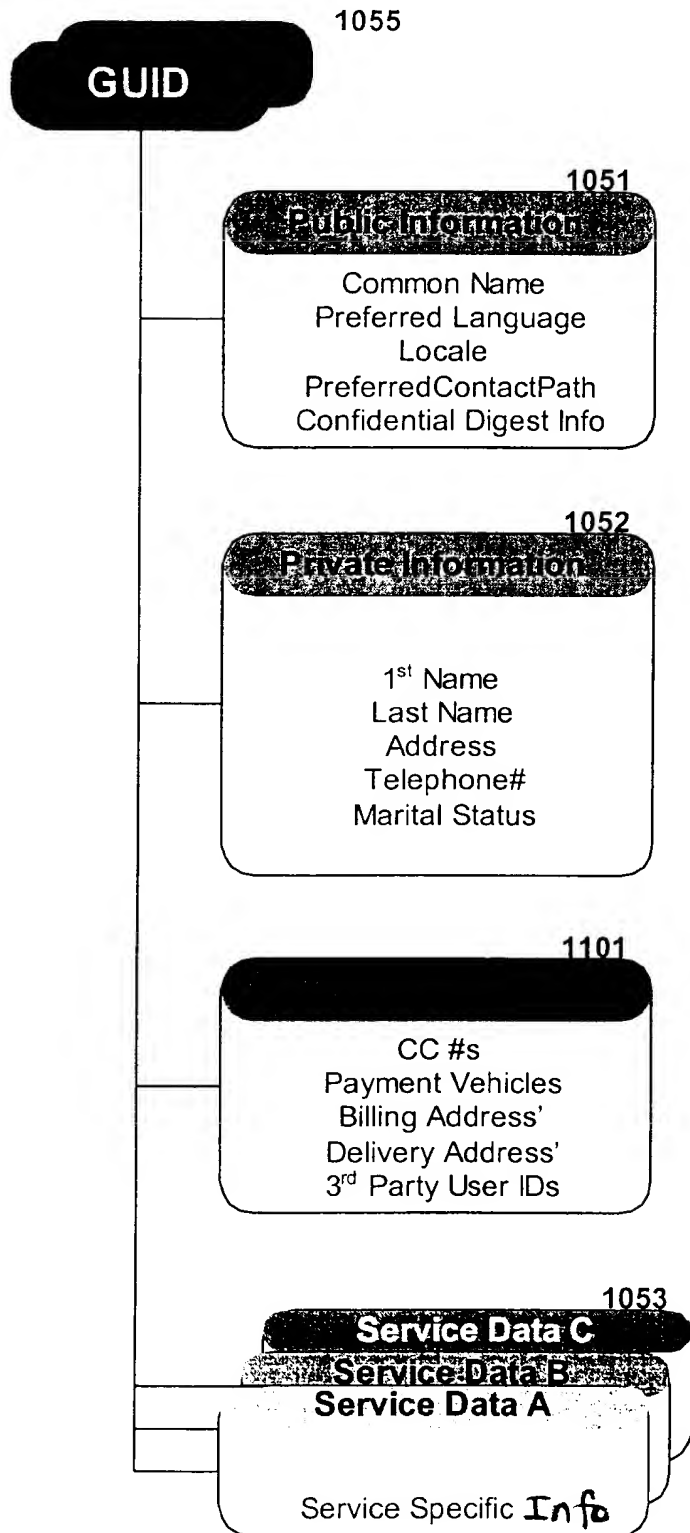 1055
GUID
1051
Public Information
Common Name
Preferred Language
Locale
PreferredContactPath
Confidential Digest Info
1052
Private Information
1st Name
Last Name
Address
Telephone#
Marital Status
1101
CC #s
Payment Vehicles
Billing Address'
Delivery Address'
3rd Party User IDs
1053
Service Data C
Service Data B
Service Data A
Service Specific Info